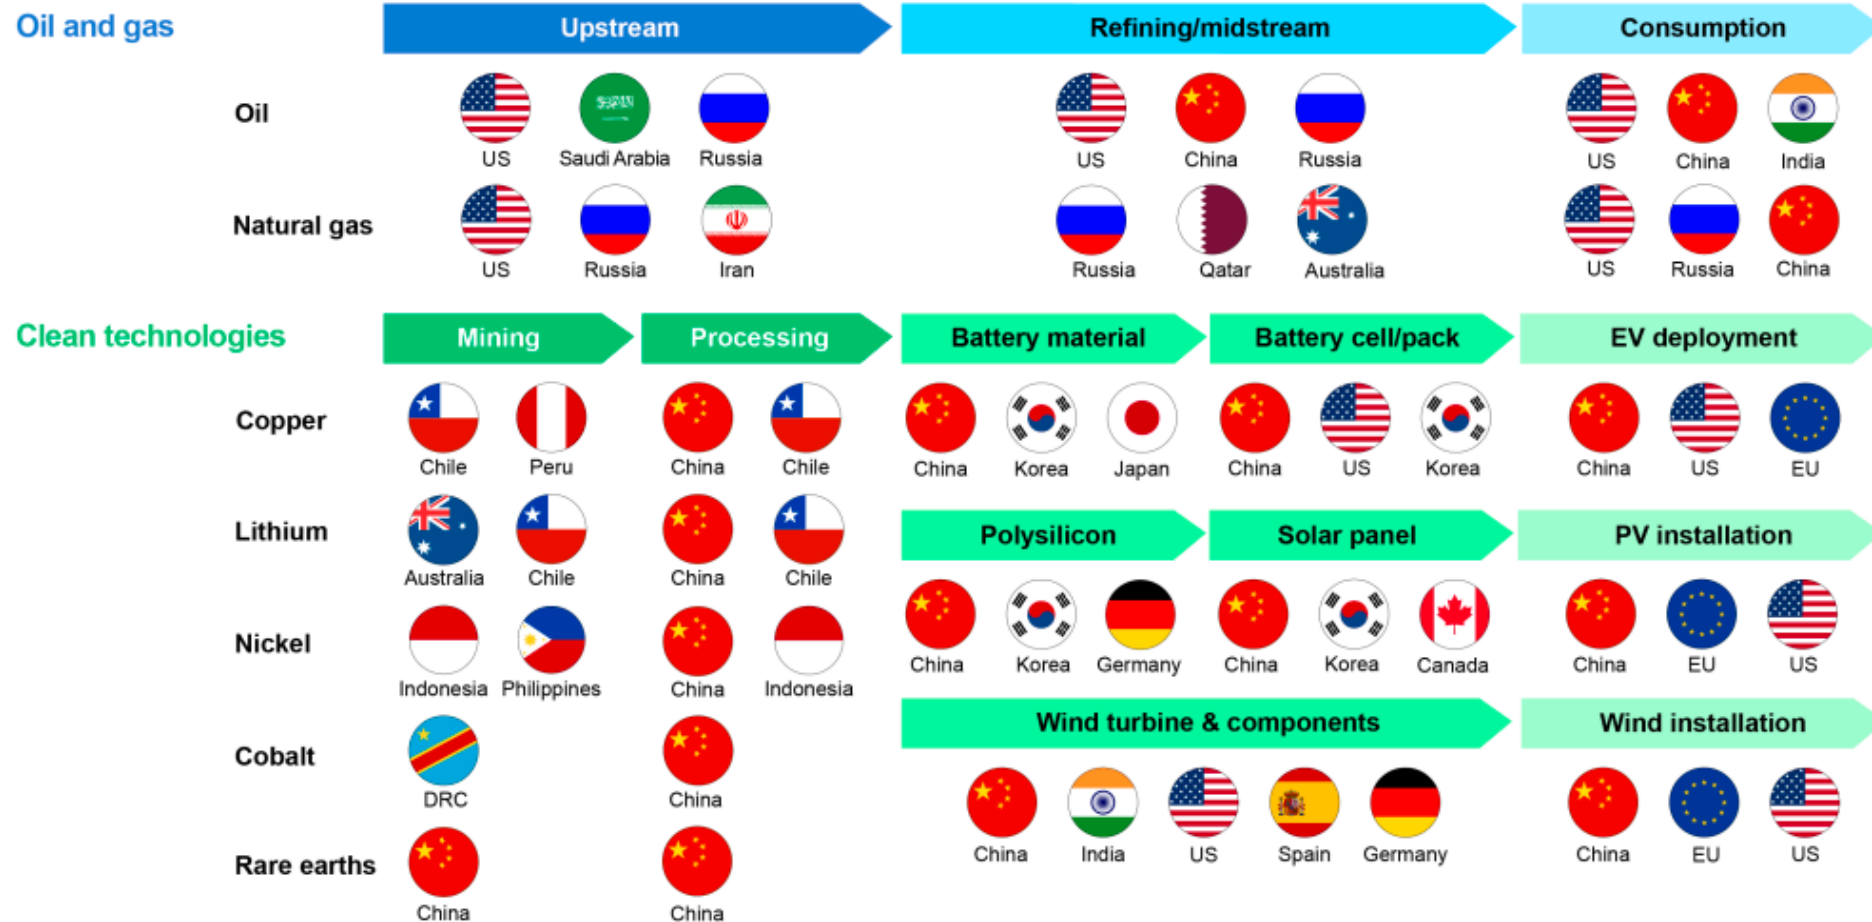 Oil and gas
Upstream Refining/midstream Consumption
Oil
US Saudi Arabia Russia US China Russia US China India
Natural gas
US Russia Iran Russia Qatar Australia US Russia China
Clean technologies
Mining Processing Battery material Battery cell/pack EV deployment
Copper
Chile Peru China Chile China Korea Japan China US Korea China US EU
Lithium
Polysilicon Solar panel PV installation
Australia Chile China Chile
Nickel
China Korea Germany China Korea Canada China EU US
Indonesia Philippines China Indonesia
Wind turbine & components Wind installation
Cobalt
DRC China
China India US Spain Germany China EU US
Rare earths
China China